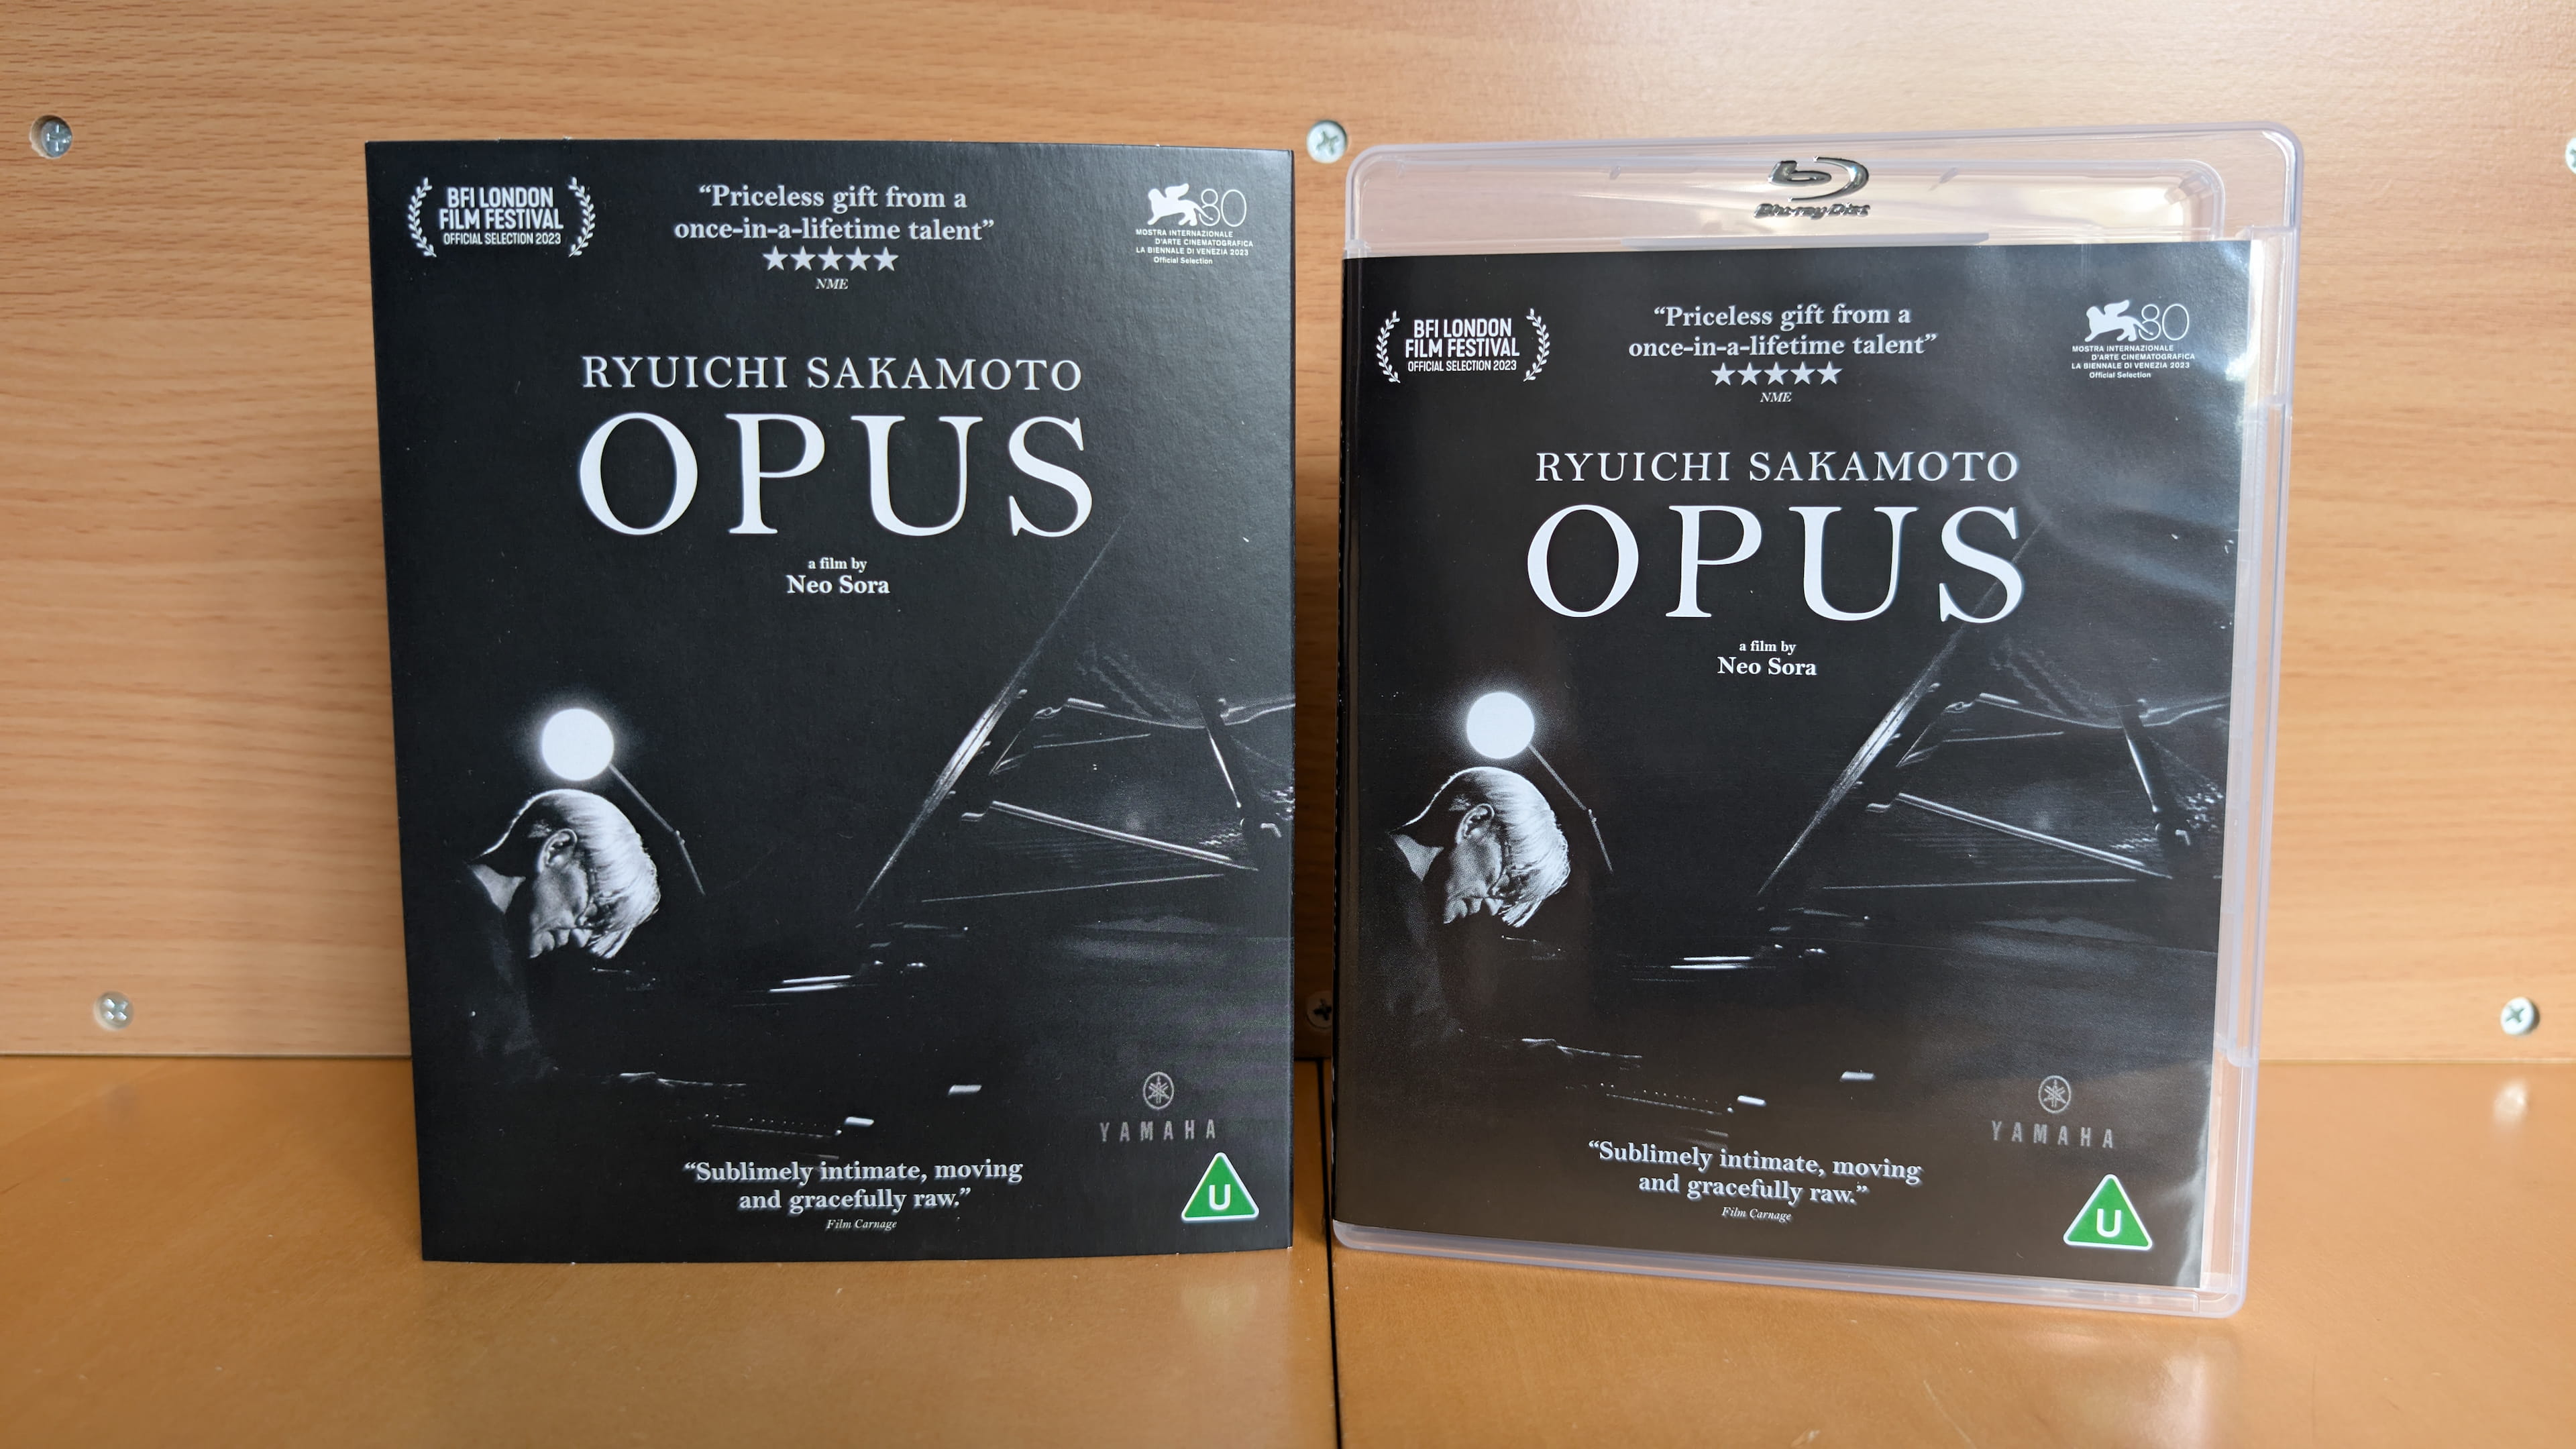 BFI LONDON
FILM FESTIVAL
OFFICIAL SELECTION 2023
“Priceless gift from a
once-in-a-lifetime talent”
★★★★★
NME
80
MOSTRA INTERNAZIONALE
D'ARTE CINEMATOGRAFICA
LA BIENNALE DI VENEZIA 2023
Official Selection
RYUICHI SAKAMOTO
OPUS
a film by
Neo Sora
YAMAHA
“Sublimely intimate, moving
and gracefully raw.”
Film Carnage
U
Blu-ray Disc
BFI LONDON
FILM FESTIVAL
OFFICIAL SELECTION 2023
“Priceless gift from a
once-in-a-lifetime talent”
★★★★★
NME
80
MOSTRA INTERNAZIONALE
D'ARTE CINEMATOGRAFICA
LA BIENNALE DI VENEZIA 2023
Official Selection
RYUICHI SAKAMOTO
OPUS
a film by
Neo Sora
YAMAHA
“Sublimely intimate, moving
and gracefully raw.”
Film Carnage
U